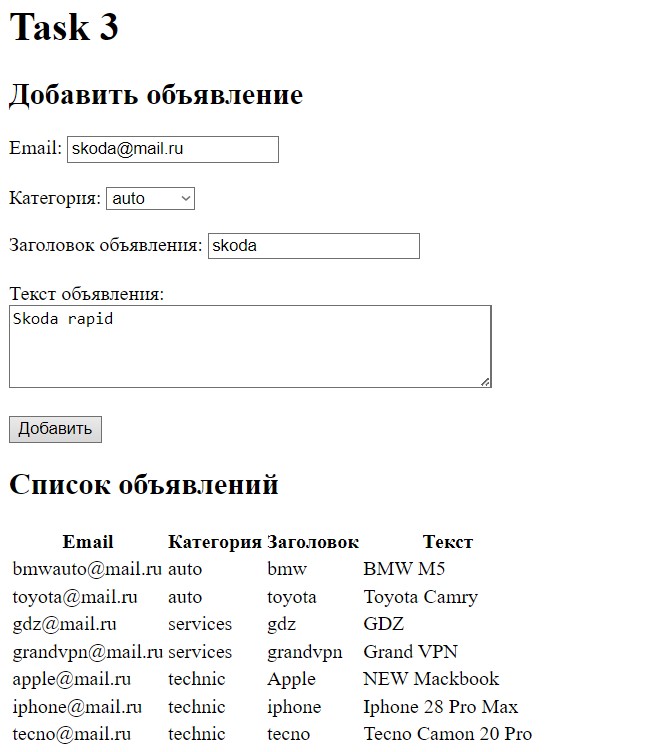 Task 3
Добавить объявление
Email: skoda@mail.ru
Категория: auto
Заголовок объявления: skoda
Текст объявления:
Skoda rapid
Добавить
Список объявлений
Email Категория Заголовок Текст
bmwauto@mail.ru auto bmw BMW M5
toyota@mail.ru auto toyota Toyota Camry
gdz@mail.ru services gdz GDZ
grandvpn@mail.ru services grandvpn Grand VPN
apple@mail.ru technic Apple NEW Mackbook
iphone@mail.ru technic iphone Iphone 28 Pro Max
tecno@mail.ru technic tecno Tecno Camon 20 Pro